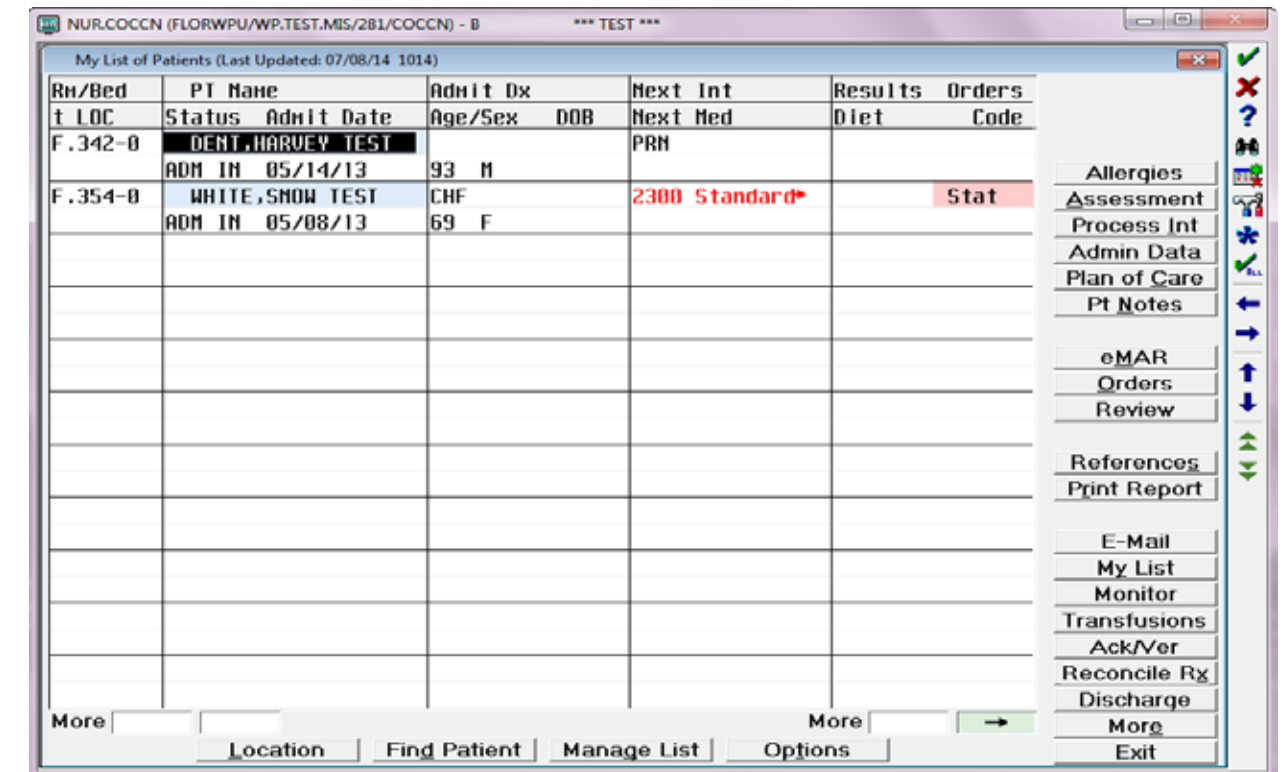 NUR.COCCN (FLORWPU/WP.TEST.MIS/281/COCCN) - B *** TEST ***
My List of Patients (Last Updated: 07/08/14 1014)
Rm/Bed PT Name Admit Dx Next Int Results Orders
t LOC Status Admit Date Age/Sex DOB Next Med Diet Code
F.342-0 DENT,HARVEY TEST PRN
ADM IN 05/14/13 93 M
F.354-0 WHITE,SNOW TEST CHF 2300 Standard Stat
ADM IN 05/08/13 69 F
Allergies
Assessment
Process Int
Admin Data
Plan of Care
Pt Notes
eMAR
Orders
Review
References
Print Report
E-Mail
My List
Monitor
Transfusions
Ack/Ver
Reconcile Rx
Discharge
More
Exit
More More
Location Find Patient Manage List Options